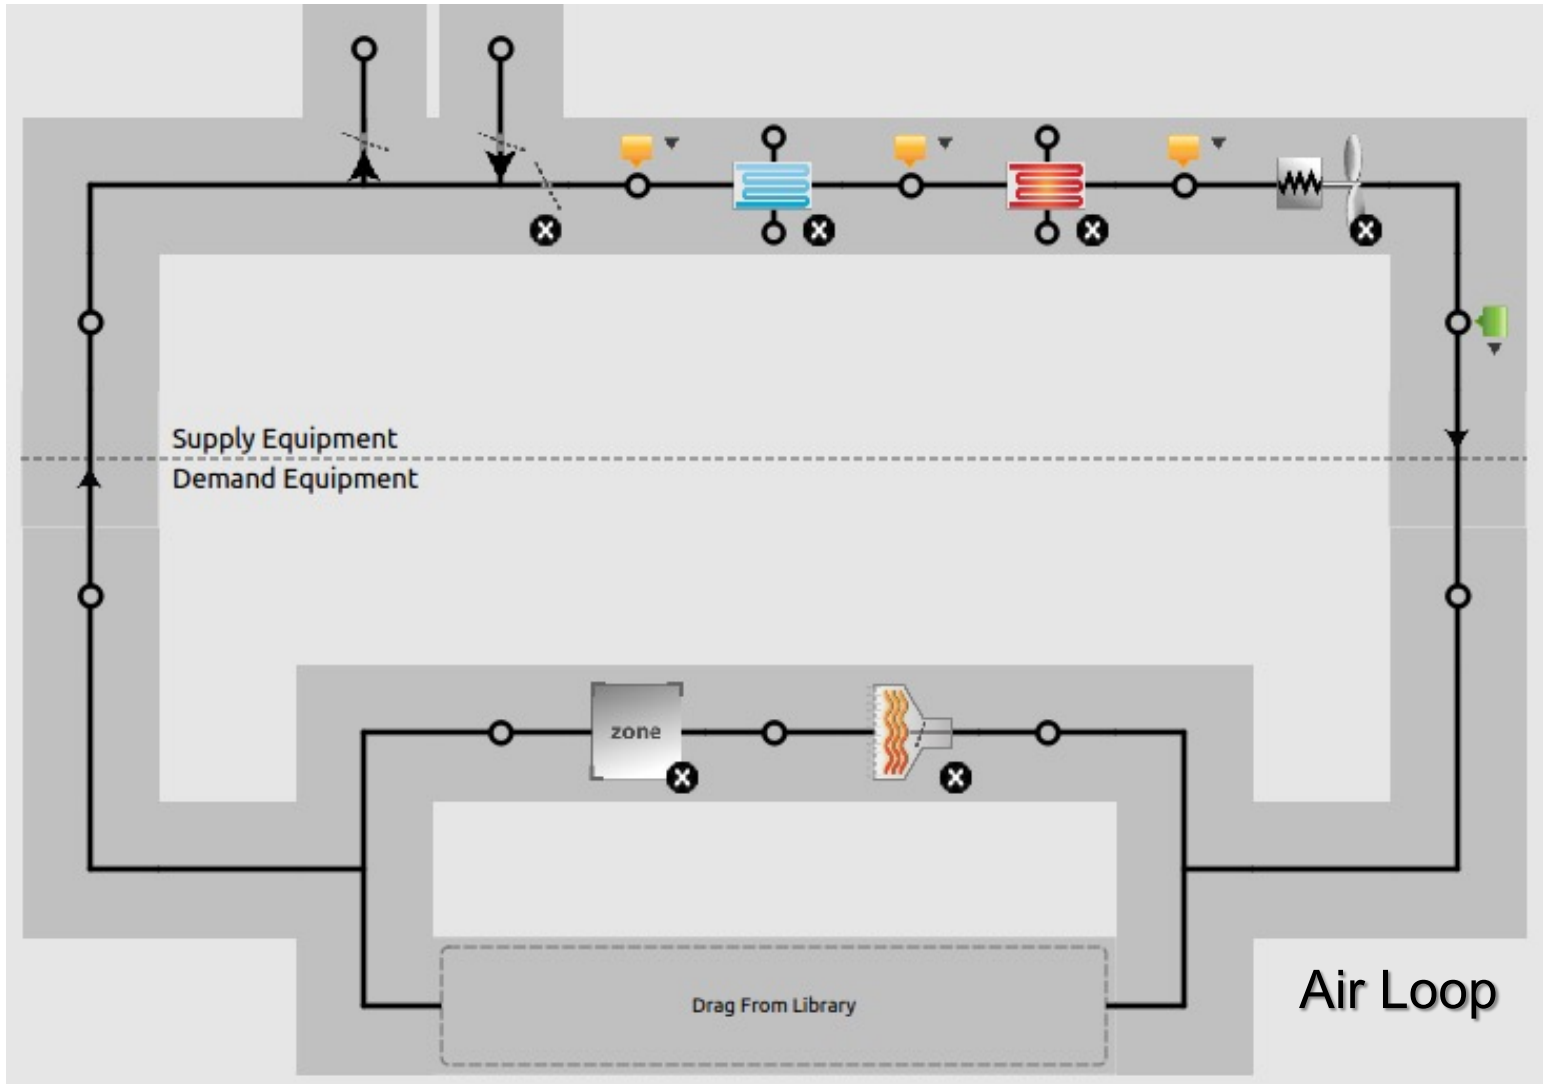 Supply Equipment
Demand Equipment
zone
Drag From Library
Air Loop